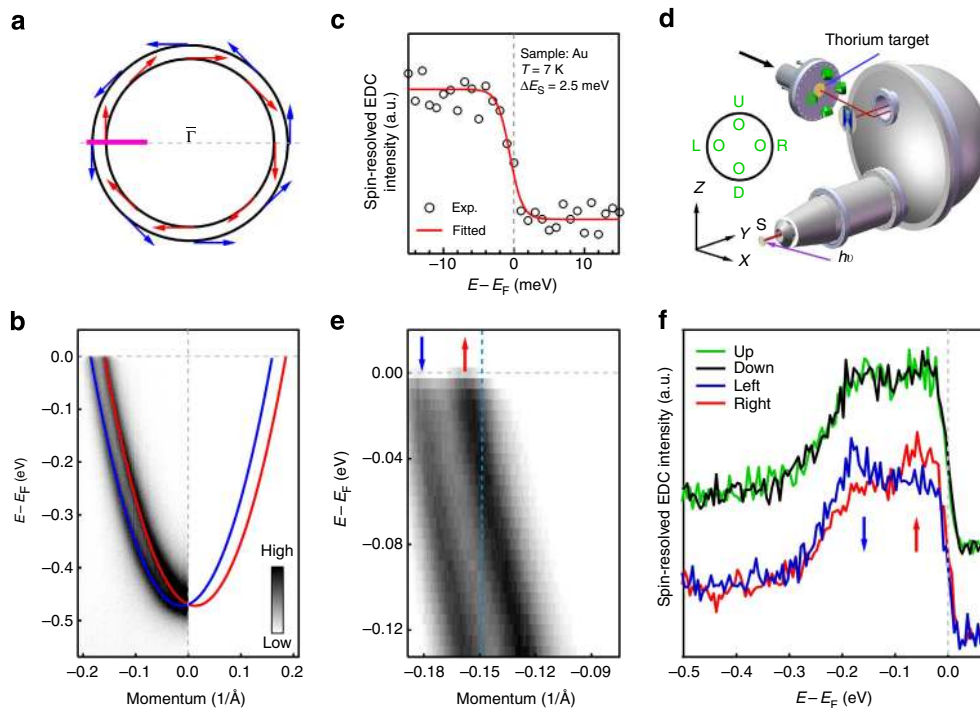 a
Γ̄
c
Spin-resolved EDC
intensity (a.u.)
Sample: Au
T = 7 K
ΔE_S = 2.5 meV
Exp.
Fitted
−10 0 10
E – E_F (meV)
d
Thorium target
U
L O O O O R
D
Z
Y
X
S
hυ
b
E – E_F (eV)
0.0
−0.1
−0.2
−0.3
−0.4
−0.5
High
Low
−0.2 −0.1 0.0 0.1 0.2
Momentum (1/Å)
e
E – E_F (eV)
0.00
−0.04
−0.08
−0.12
−0.18 −0.15 −0.12 −0.09
Momentum (1/Å)
f
Spin-resolved EDC intensity (a.u.)
Up
Down
Left
Right
−0.5 −0.4 −0.3 −0.2 −0.1 0.0
E – E_F (eV)